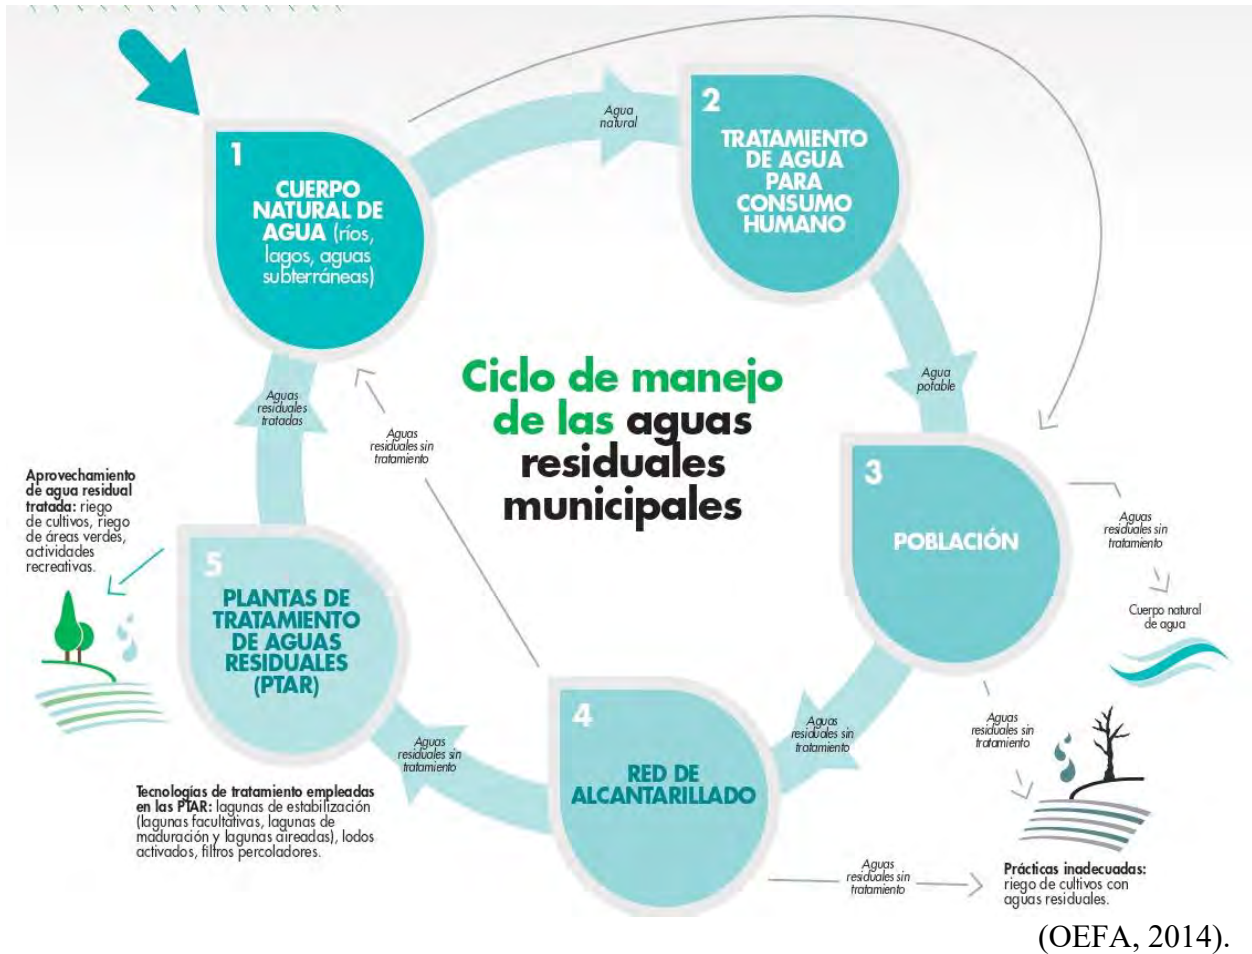 1
CUERPO
NATURAL DE
AGUA (ríos,
lagos, aguas
subterráneas)
Agua
natural
2
TRATAMIENTO
DE AGUA
PARA
CONSUMO
HUMANO
Agua
potable
Ciclo de manejo
de las aguas
residuales
municipales
3
POBLACIÓN
Aguas
residuales sin
tratamiento
Cuerpo natural
de agua
Aguas
residuales sin
tratamiento
Prácticas inadecuadas:
riego de cultivos con
aguas residuales.
Aguas
residuales sin
tratamiento
4
RED DE
ALCANTARILLADO
Aguas
residuales sin
tratamiento
Aguas
residuales sin
tratamiento
Aguas
residuales sin
tratamiento
5
PLANTAS DE
TRATAMIENTO
DE AGUAS
RESIDUALES
(PTAR)
Aguas
residuales
tratadas
Aprovechamiento
de agua residual
tratada: riego
de cultivos, riego
de áreas verdes,
actividades
recreativas.
Tecnologías de tratamiento empleadas
en las PTAR: lagunas de estabilización
(lagunas facultativas, lagunas de
maduración y lagunas aireadas), lodos
activados, filtros percoladores.
(OEFA, 2014).